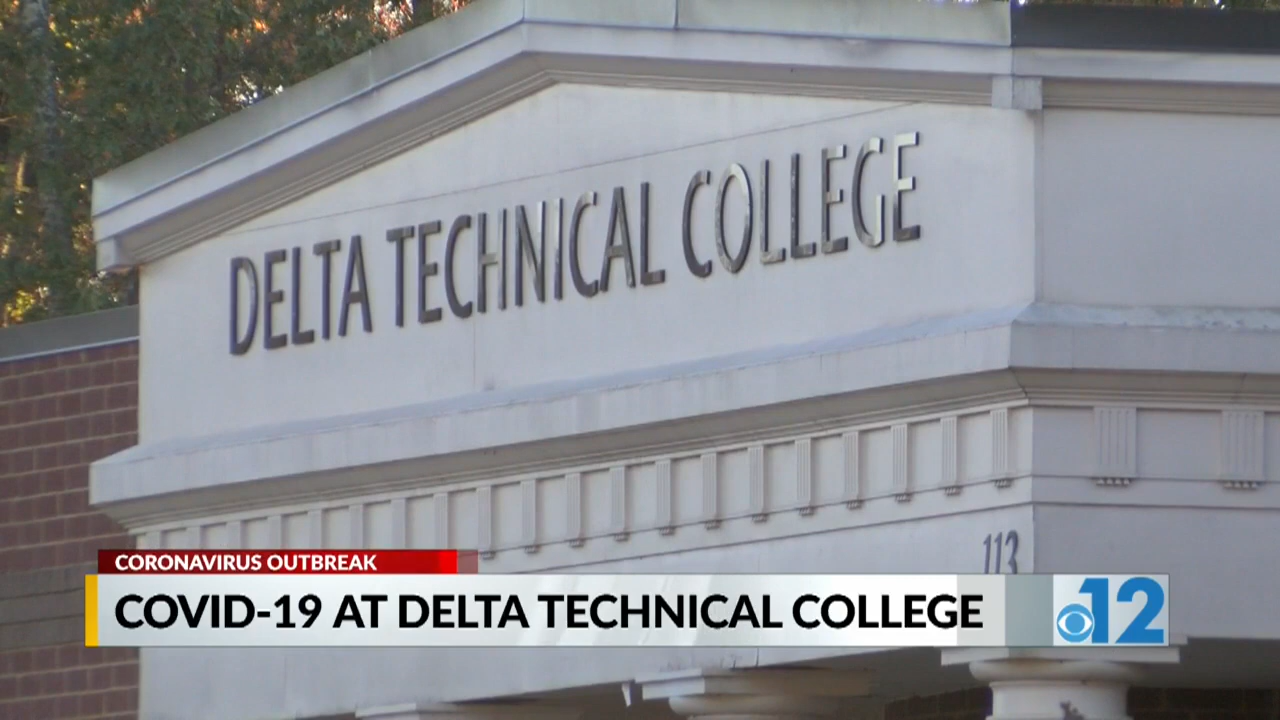 DELTA TECHNICAL COLLEGE
113
CORONAVIRUS OUTBREAK
COVID-19 AT DELTA TECHNICAL COLLEGE
12